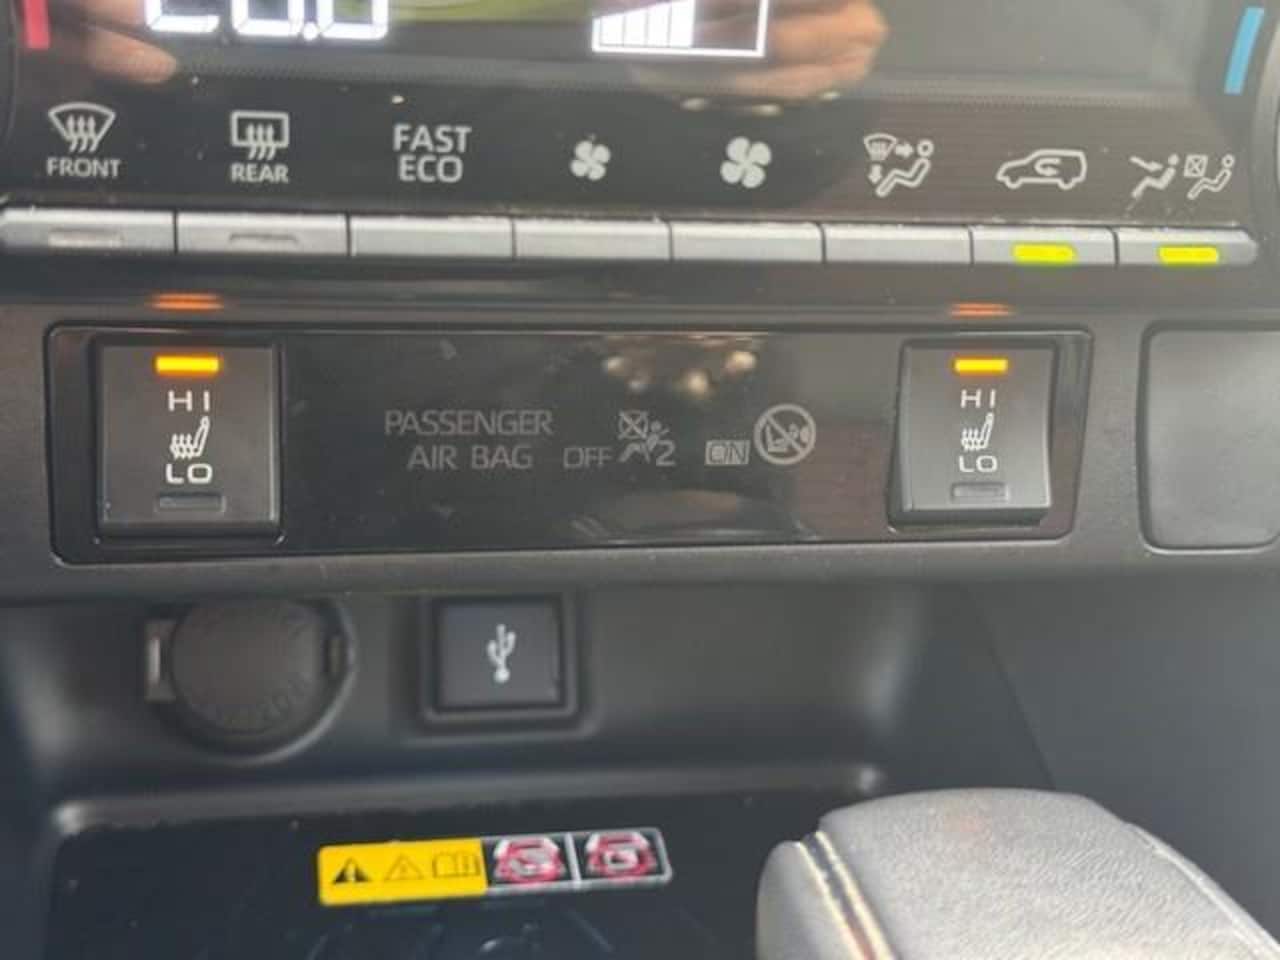 FRONT
REAR
FAST
ECO
HI
LO
PASSENGER
AIR BAG OFF 2 ON
HI
LO